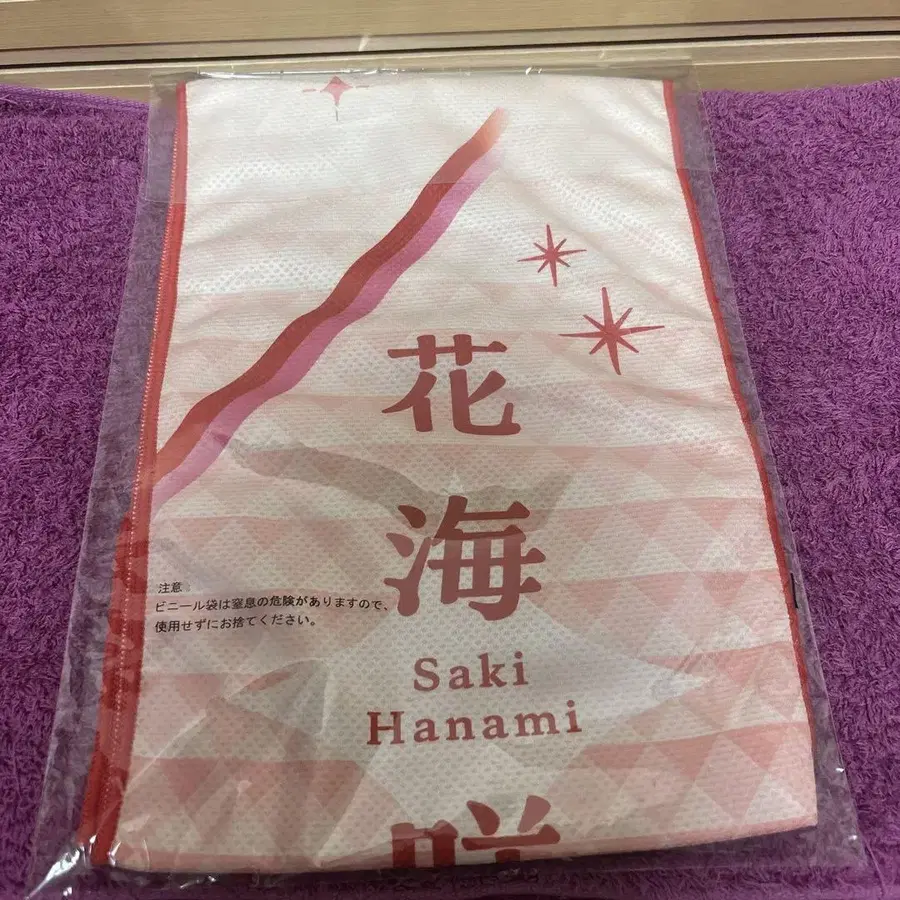 花
海
Saki
Hanami
咲
注意。
ビニール袋は窒息の危険がありますので、
使用せずにお捨てください。